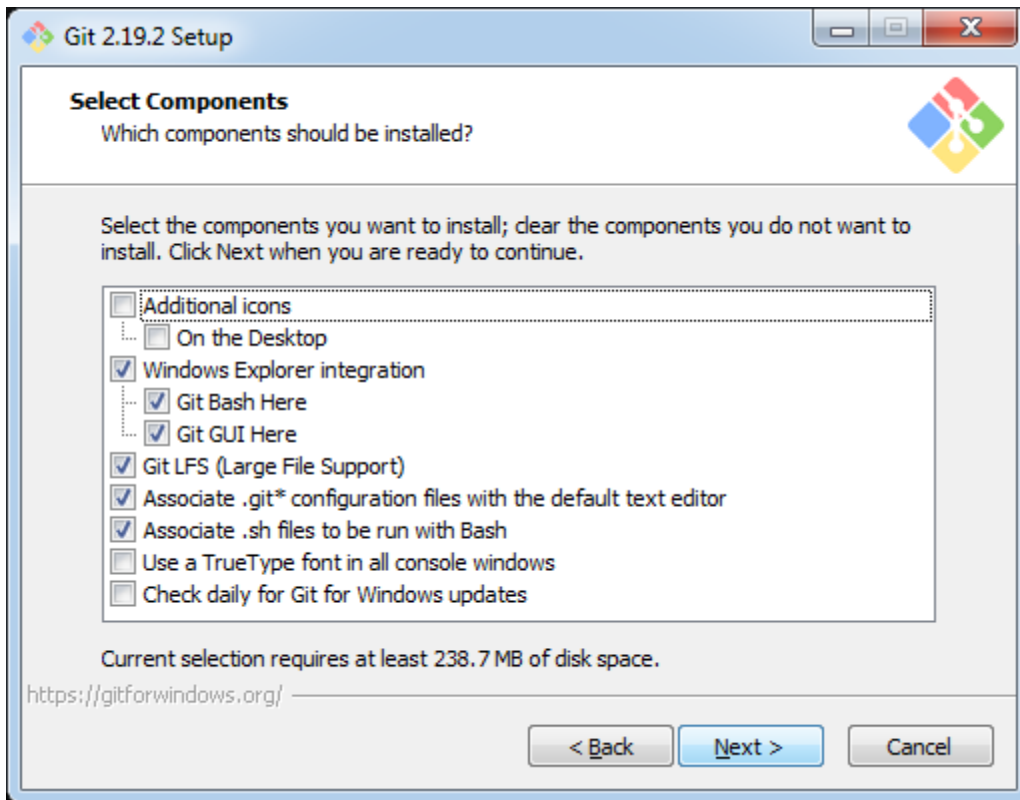 Git 2.19.2 Setup
Select Components
Which components should be installed?
Select the components you want to install; clear the components you do not want to
install. Click Next when you are ready to continue.
Additional icons
On the Desktop
Windows Explorer integration
Git Bash Here
Git GUI Here
Git LFS (Large File Support)
Associate .git* configuration files with the default text editor
Associate .sh files to be run with Bash
Use a TrueType font in all console windows
Check daily for Git for Windows updates
Current selection requires at least 238.7 MB of disk space.
https://gitforwindows.org/
< Back
Next >
Cancel